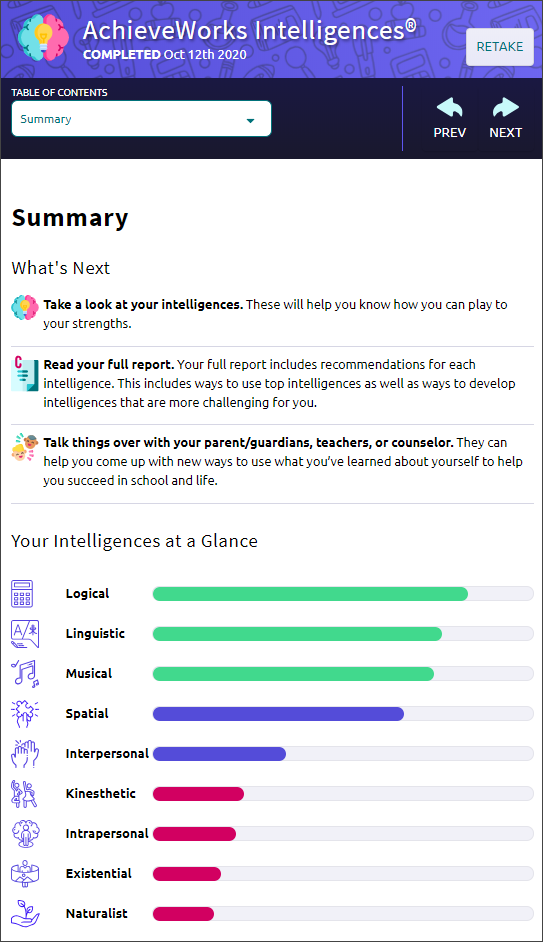 AchieveWorks Intelligences®
COMPLETED Oct 12th 2020
RETAKE
TABLE OF CONTENTS
Summary
PREV
NEXT
Summary
What's Next
Take a look at your intelligences. These will help you know how you can play to
your strengths.
Read your full report. Your full report includes recommendations for each
intelligence. This includes ways to use top intelligences as well as ways to develop
intelligences that are more challenging for you.
Talk things over with your parent/guardians, teachers, or counselor. They can
help you come up with new ways to use what you've learned about yourself to help
you succeed in school and life.
Your Intelligences at a Glance
Logical
Linguistic
Musical
Spatial
Interpersonal
Kinesthetic
Intrapersonal
Existential
Naturalist